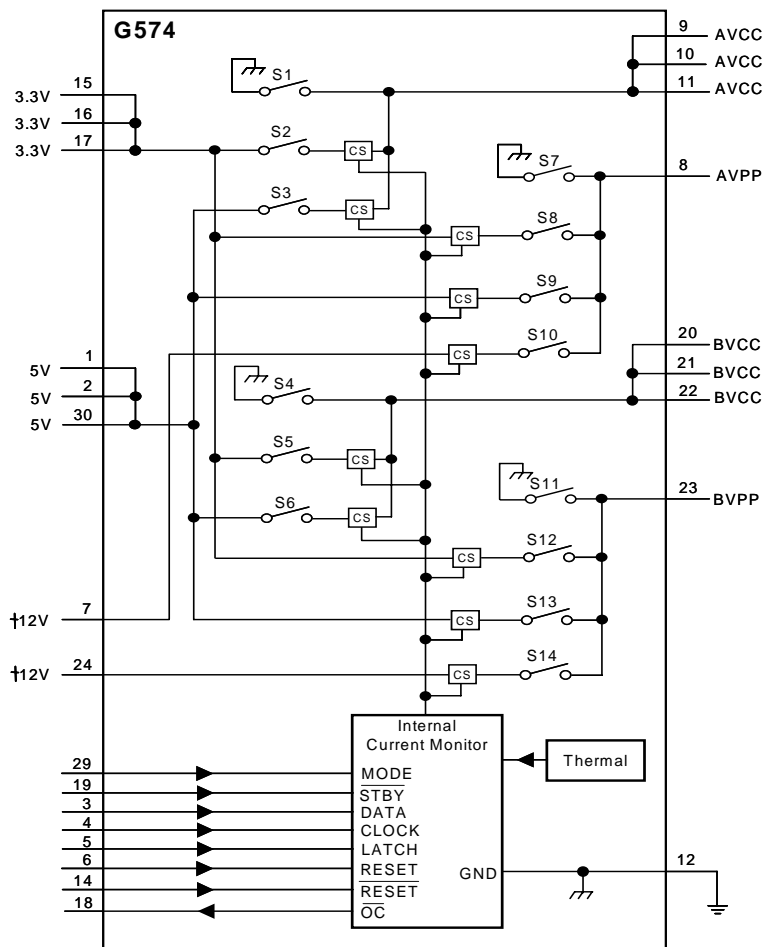 G574
9 AVCC
10 AVCC
11 AVCC
S1
15
3.3V
16
3.3V
17
3.3V
S2
CS
S7
8 AVPP
S3
CS
S8
CS
S9
CS
S10
CS
20 BVCC
21 BVCC
22 BVCC
1
5V
2
5V
30
5V
S4
S5
CS
S6
CS
S11
23 BVPP
S12
CS
S13
CS
S14
CS
7
†12V
24
†12V
Internal
Current Monitor
Thermal
29 MODE
19 STBY
3 DATA
4 CLOCK
5 LATCH
6 RESET
14 RESET
18 OC
GND
12